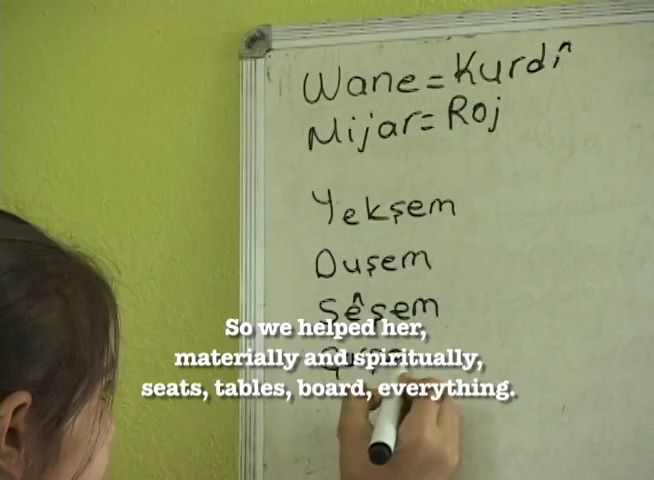 Wane = Kurdî
Mijar = Roj
Yekşem
Duşem
Sêşem
So we helped her,
materially and spiritually,
seats, tables, board, everything.